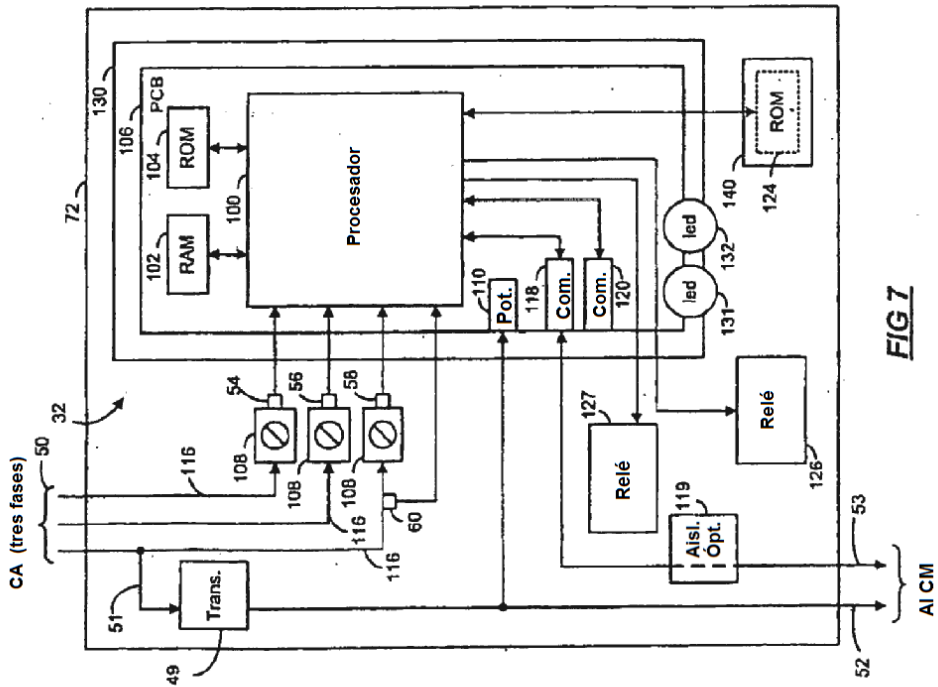 CA (tres fases)
50
32
72
130
106
PCB
102
RAM
104
ROM
100
Procesador
116
108
54
108
56
108
58
116
60
116
51
Trans.
49
110
Pot.
118
Com.
120
Com.
led
131
led
132
140
ROM
124
127
Relé
Relé
126
119
Aisl.
Ópt.
53
52
Al CM
FIG 7